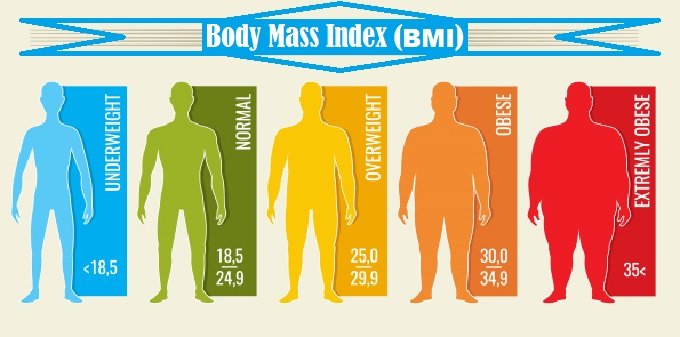 Body Mass Index (BMI)
UNDERWEIGHT
<18,5
NORMAL
18,5
24,9
OVERWEIGHT
25,0
29,9
OBESE
30,0
34,9
EXTREMLY OBESE
35<